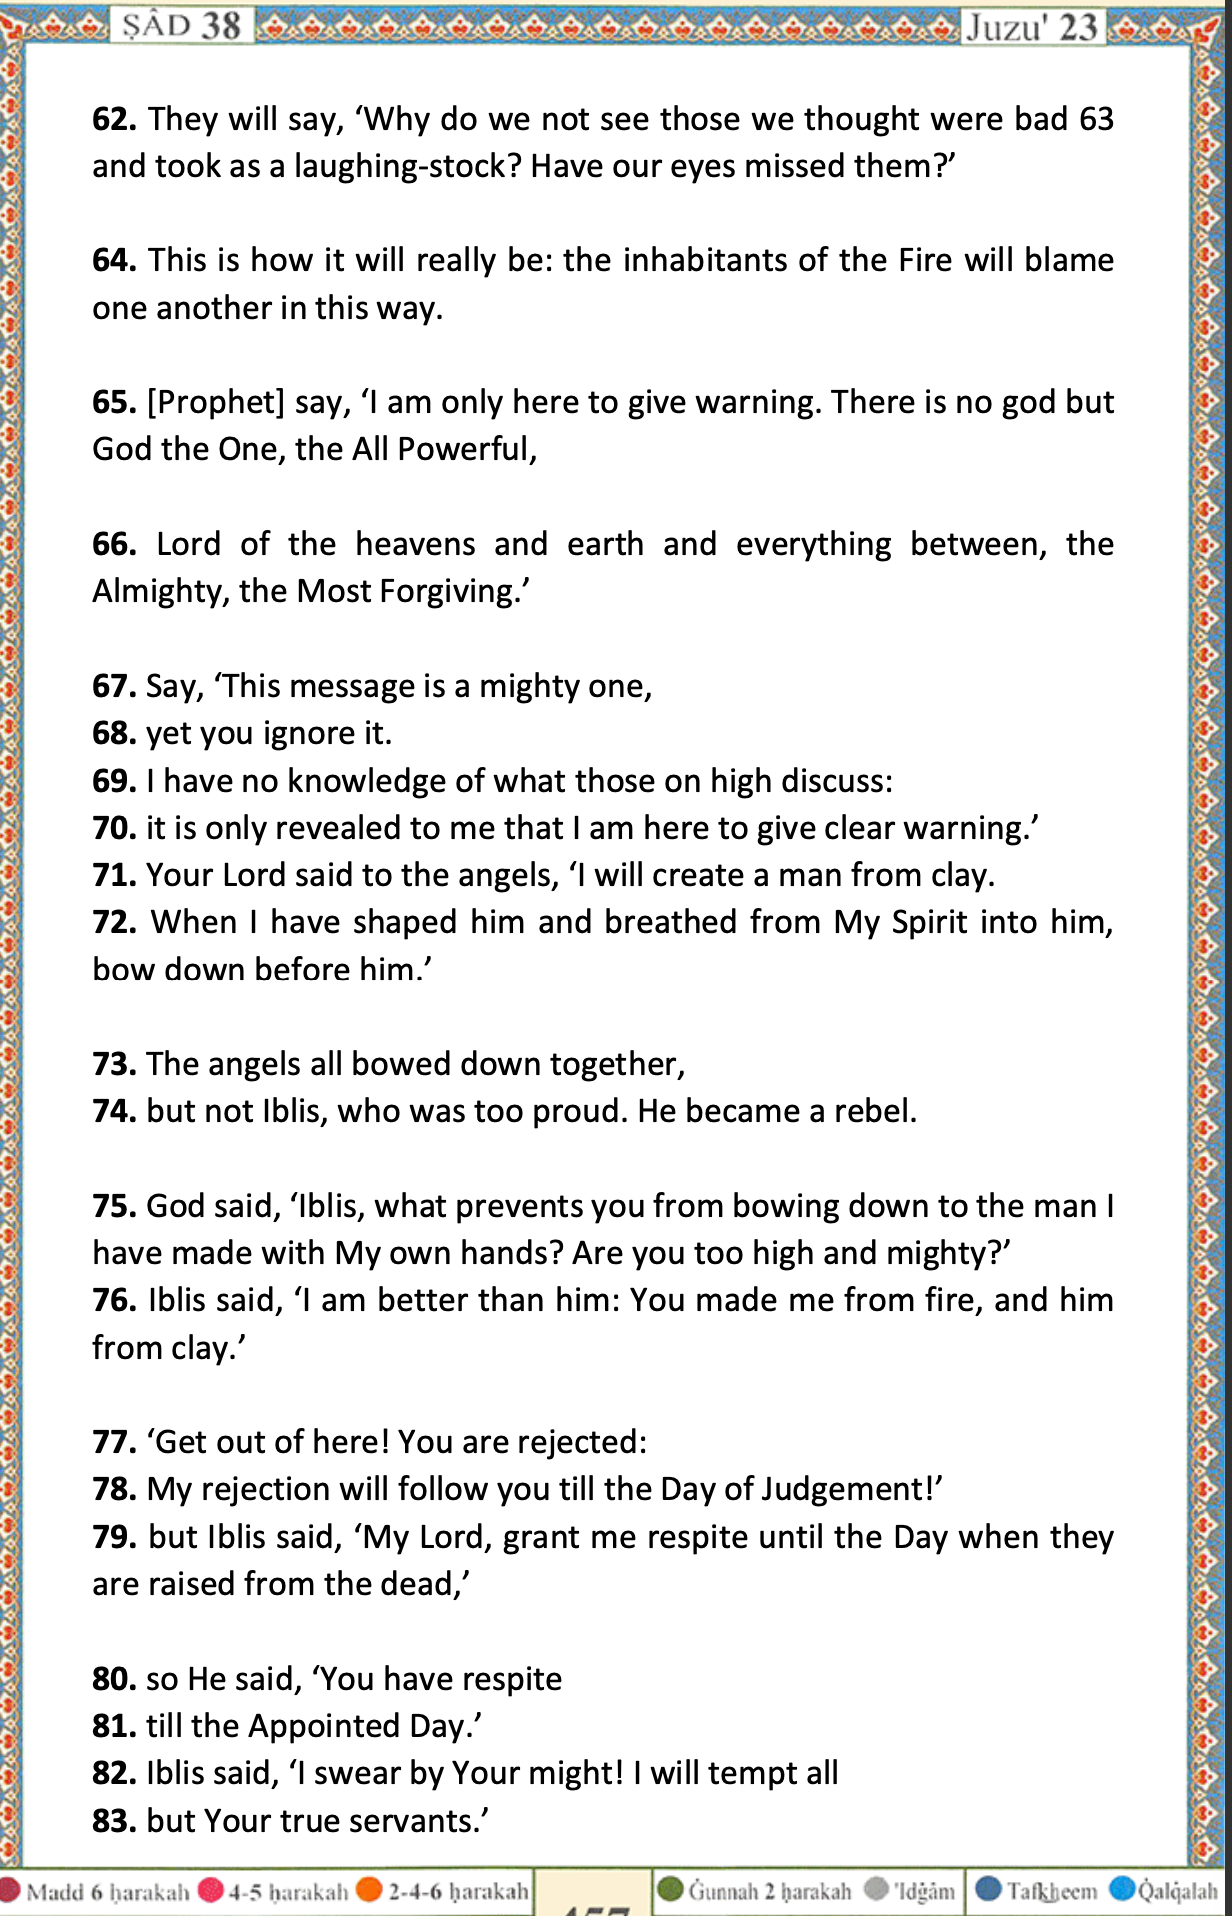 ṢÂD 38
Juzu' 23
62. They will say, ‘Why do we not see those we thought were bad 63
and took as a laughing-stock? Have our eyes missed them?’
64. This is how it will really be: the inhabitants of the Fire will blame
one another in this way.
65. [Prophet] say, ‘I am only here to give warning. There is no god but
God the One, the All Powerful,
66. Lord of the heavens and earth and everything between, the
Almighty, the Most Forgiving.’
67. Say, ‘This message is a mighty one,
68. yet you ignore it.
69. I have no knowledge of what those on high discuss:
70. it is only revealed to me that I am here to give clear warning.’
71. Your Lord said to the angels, ‘I will create a man from clay.
72. When I have shaped him and breathed from My Spirit into him,
bow down before him.’
73. The angels all bowed down together,
74. but not Iblis, who was too proud. He became a rebel.
75. God said, ‘Iblis, what prevents you from bowing down to the man I
have made with My own hands? Are you too high and mighty?’
76. Iblis said, ‘I am better than him: You made me from fire, and him
from clay.’
77. ‘Get out of here! You are rejected:
78. My rejection will follow you till the Day of Judgement!’
79. but Iblis said, ‘My Lord, grant me respite until the Day when they
are raised from the dead,’
80. so He said, ‘You have respite
81. till the Appointed Day.’
82. Iblis said, ‘I swear by Your might! I will tempt all
83. but Your true servants.’
Madd 6 ḥarakah 4-5 ḥarakah 2-4-6 ḥarakah
Ġunnah 2 ḥarakah 'Idġâm
Tafkheem Qalqalah